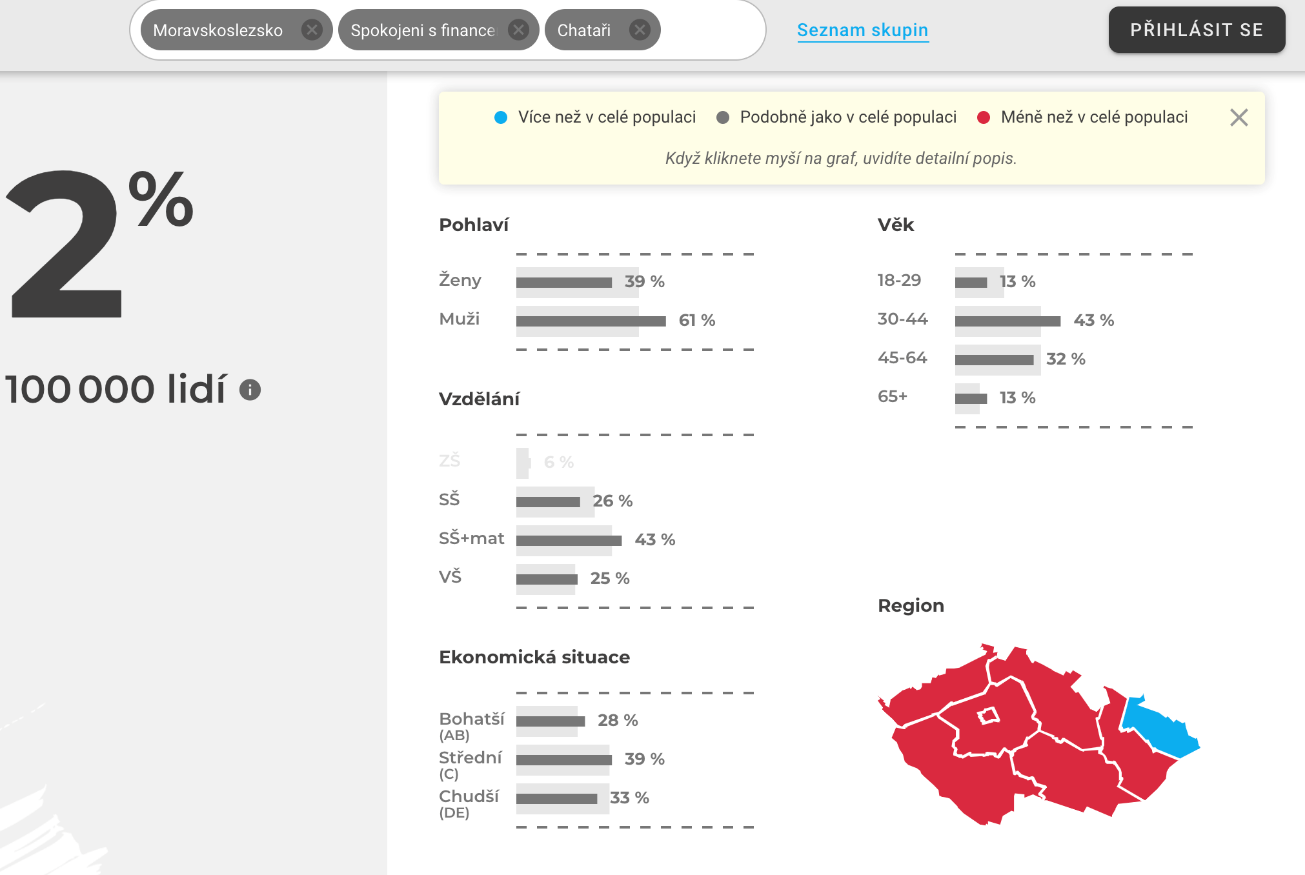 Moravskoslezsko
Spokojeni s finance
Chataři
Seznam skupin
PŘIHLÁSIT SE
2%
100 000 lidí
Více než v celé populaci
Podobně jako v celé populaci
Méně než v celé populaci
Když kliknete myší na graf, uvidíte detailní popis.
Pohlaví
Ženy 39 %
Muži 61 %
Vzdělání
ZŠ 6 %
SŠ 26 %
SŠ+mat 43 %
VŠ 25 %
Ekonomická situace
Bohatší 28 %
(AB)
Střední 39 %
(C)
Chudší 33 %
(DE)
Věk
18-29 13 %
30-44 43 %
45-64 32 %
65+ 13 %
Region